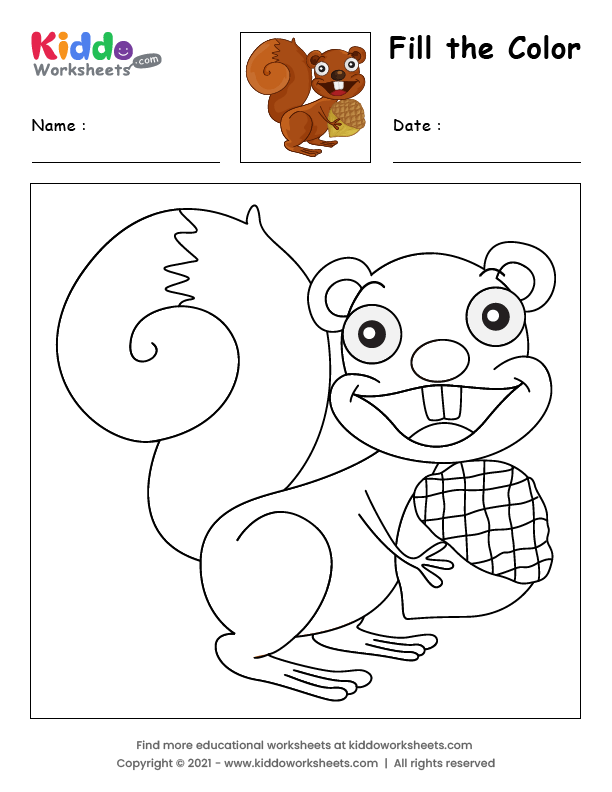 Kiddo
Worksheets
.com
Fill the Color
Name :
Date :
Find more educational worksheets at kiddoworksheets.com
Copyright © 2021 - www.kiddoworksheets.com | All rights reserved